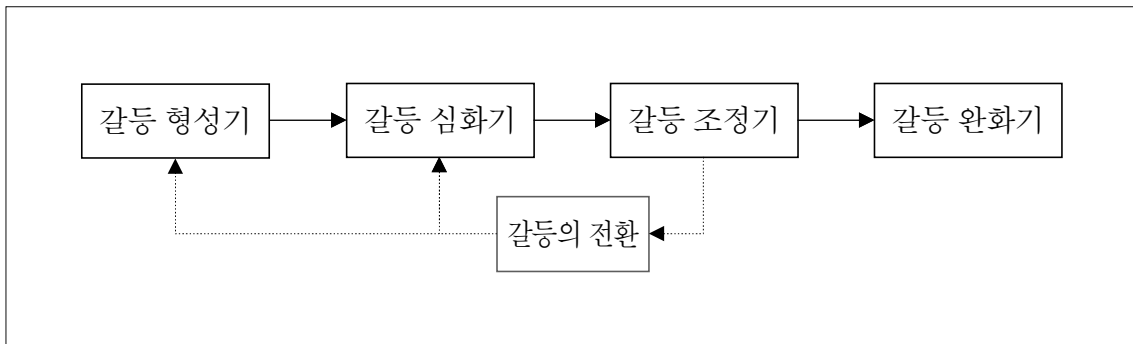 갈등 형성기
갈등 심화기
갈등 조정기
갈등 완화기
갈등의 전환